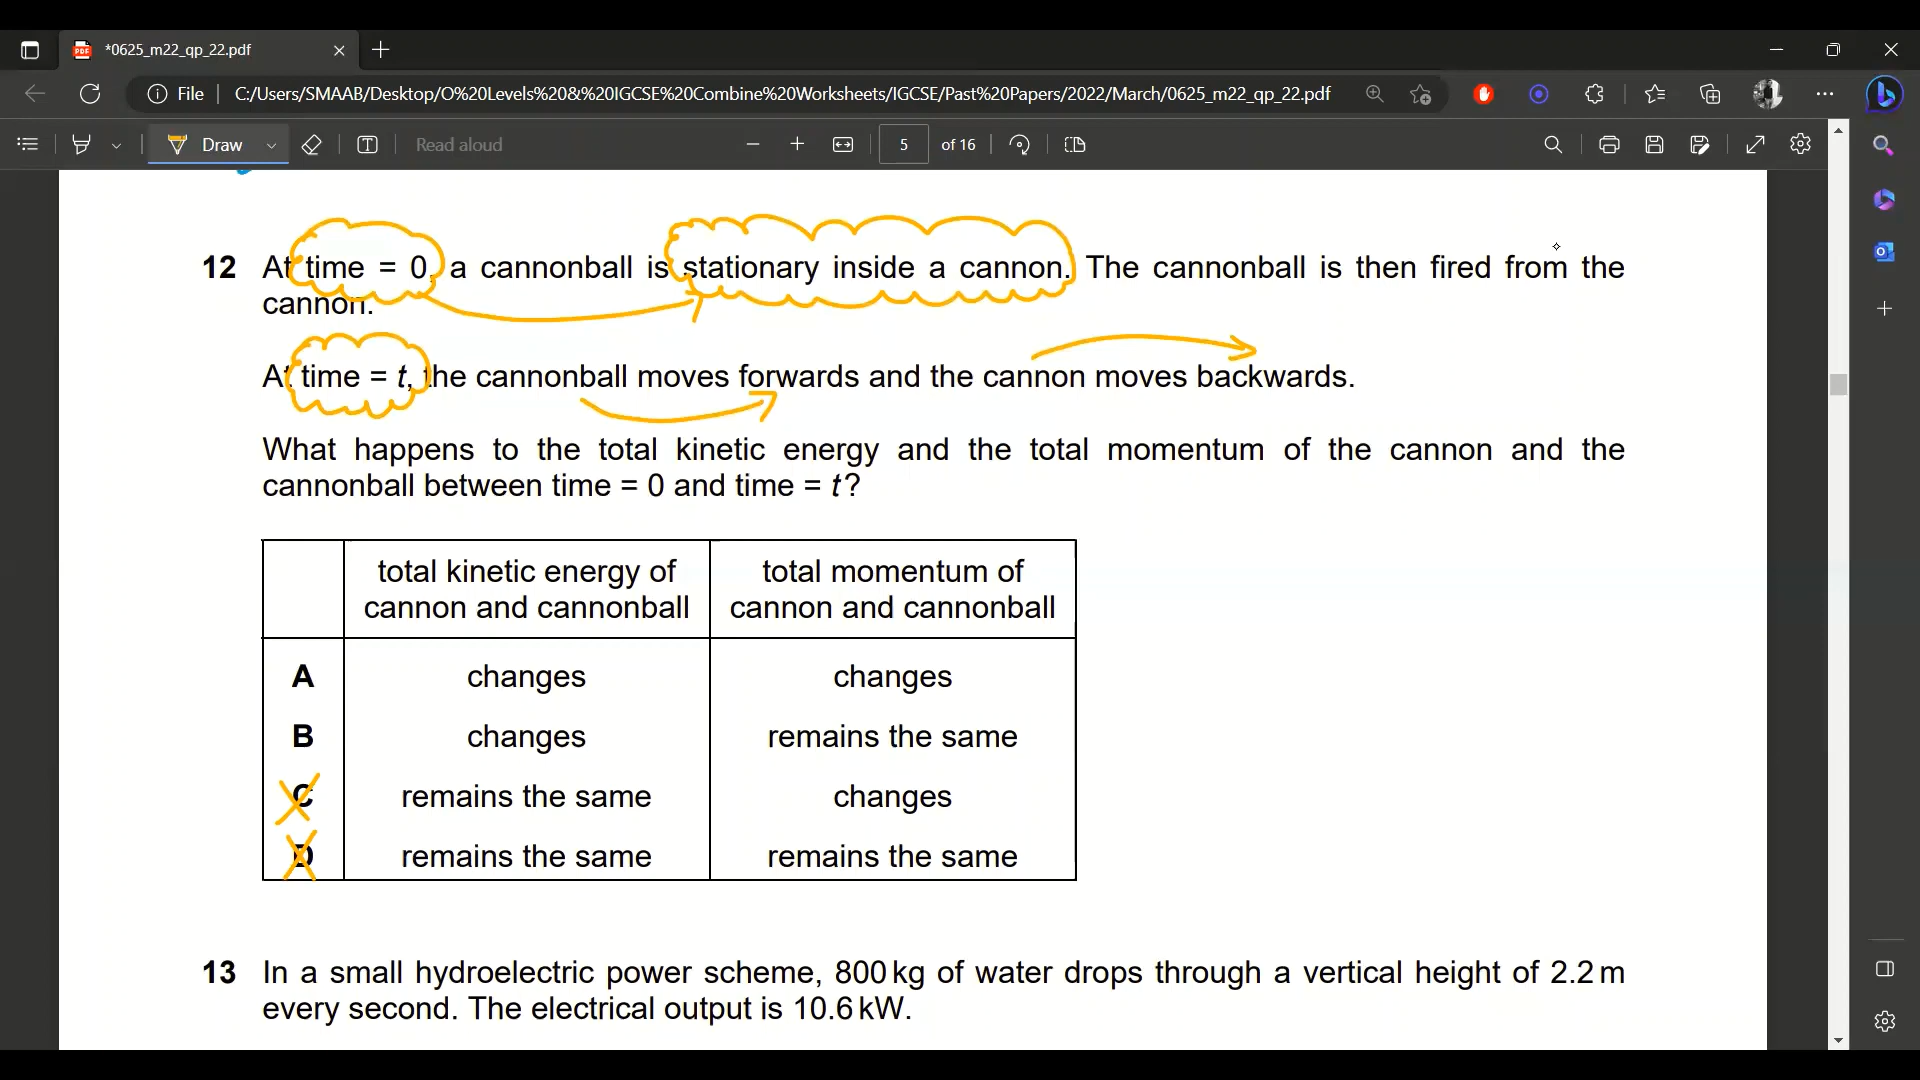 *0625_m22_qp_22.pdf
File
C:/Users/SMAAB/Desktop/O%20Levels%20&%20IGCSE%20Combine%20Worksheets/IGCSE/Past%20Papers/2022/March/0625_m22_qp_22.pdf
Draw
Read aloud
5 of 16
12 At time = 0, a cannonball is stationary inside a cannon. The cannonball is then fired from the
cannon.
At time = t, the cannonball moves forwards and the cannon moves backwards.
What happens to the total kinetic energy and the total momentum of the cannon and the
cannonball between time = 0 and time = t?
total kinetic energy of total momentum of
cannon and cannonball cannon and cannonball
A changes changes
B changes remains the same
C remains the same changes
D remains the same remains the same
13 In a small hydroelectric power scheme, 800 kg of water drops through a vertical height of 2.2 m
every second. The electrical output is 10.6 kW.